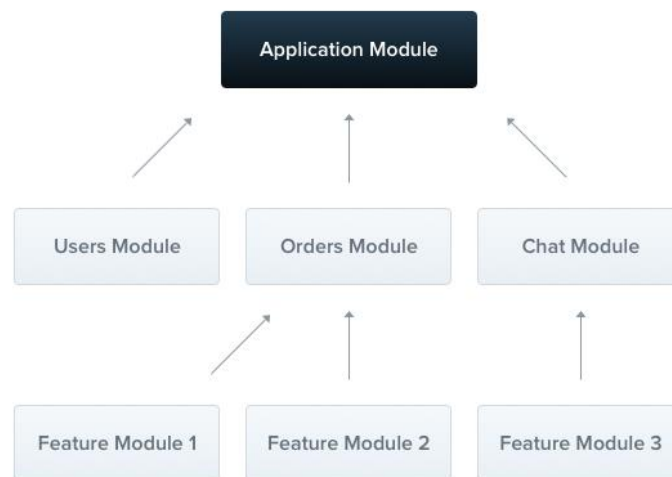 Application Module
Users Module
Orders Module
Chat Module
Feature Module 1
Feature Module 2
Feature Module 3